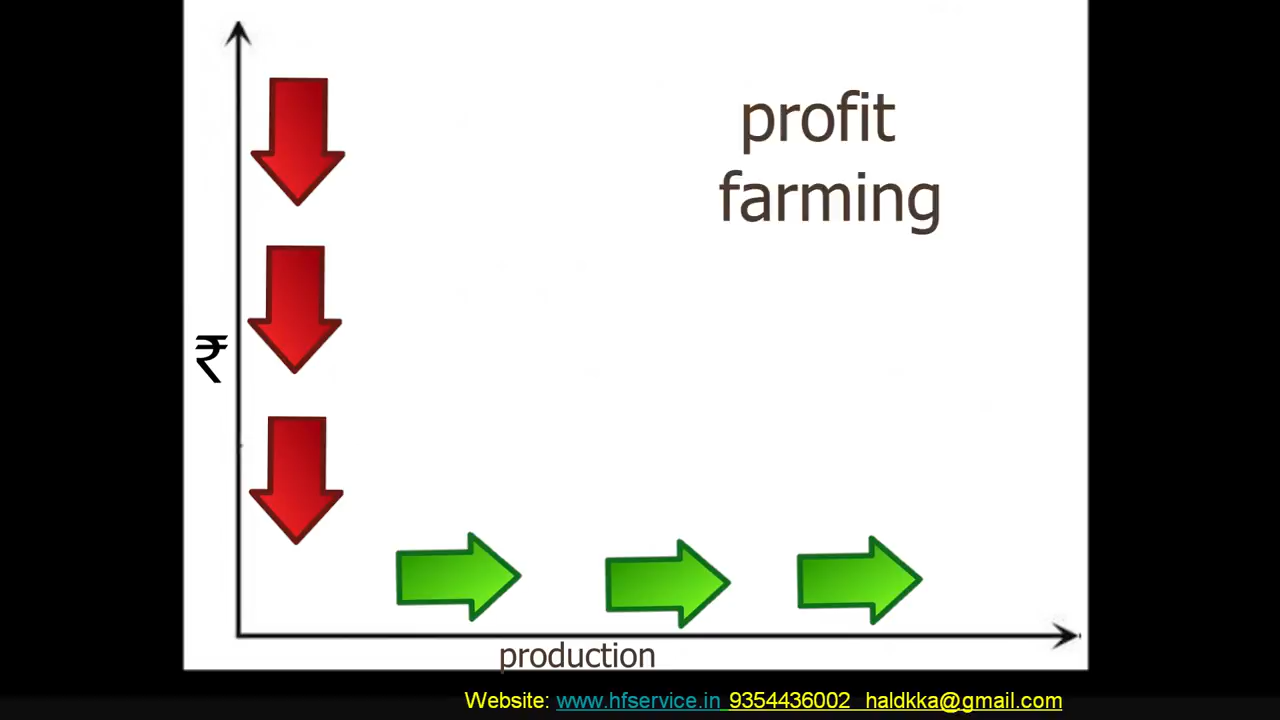 profit
farming
₹
production
Website: www.hfservice.in 9354436002 haldkka@gmail.com